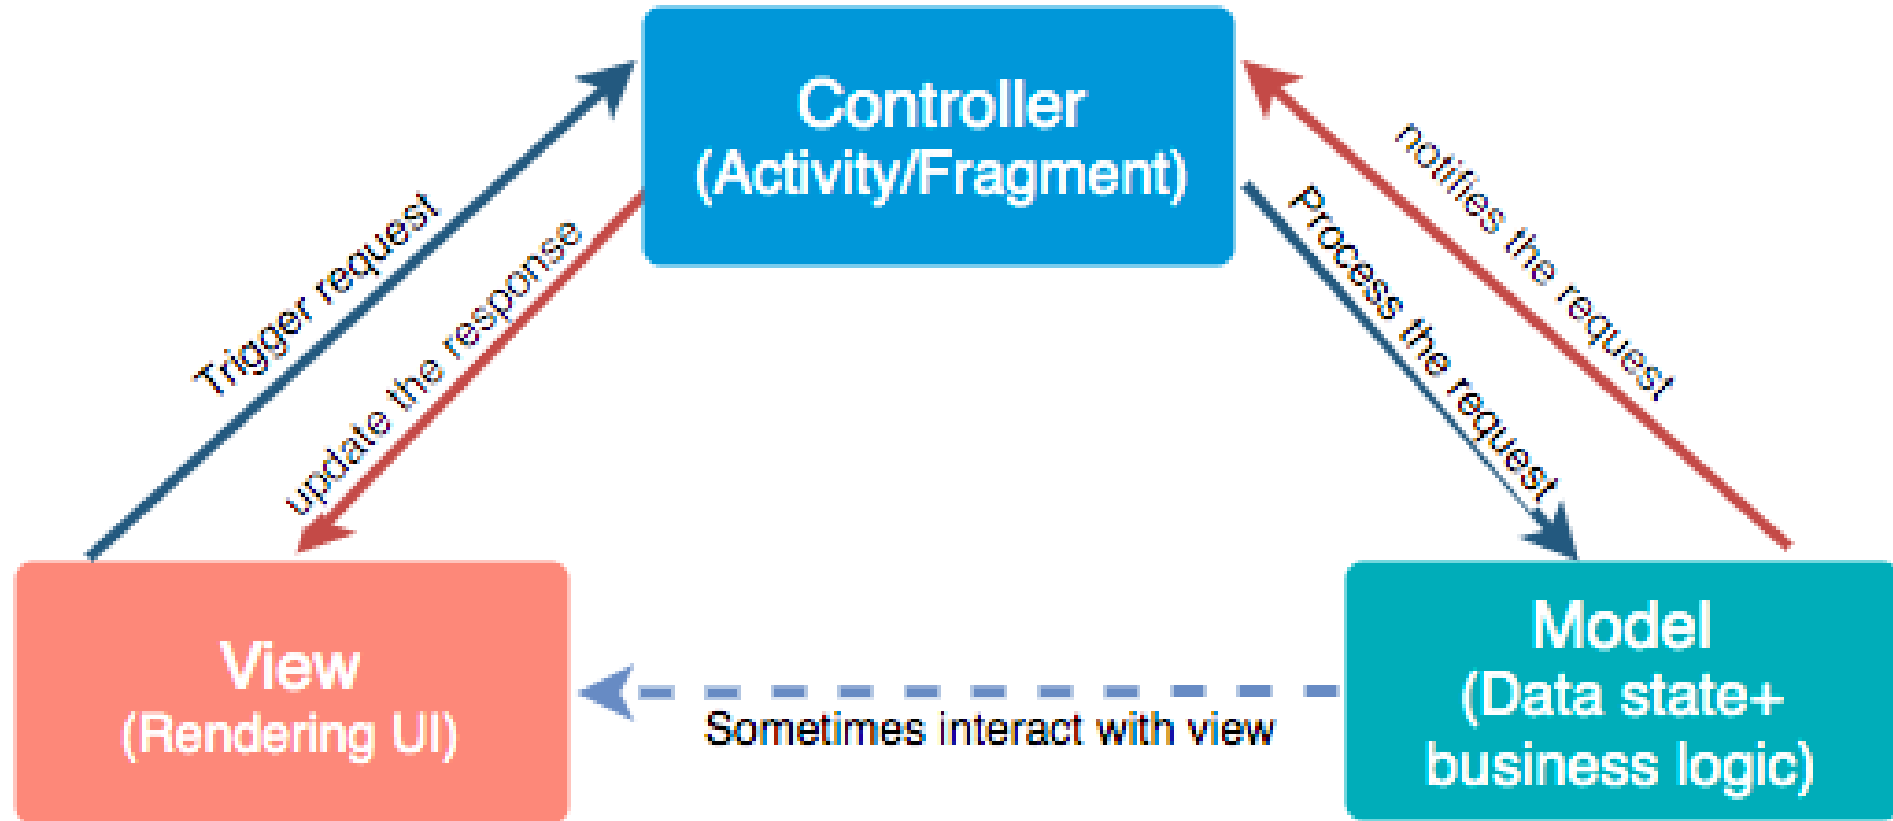 Controller
(Activity/Fragment)
Trigger request
update the response
Process the request
notifies the request
View
(Rendering UI)
Sometimes interact with view
Model
(Data state+
business logic)